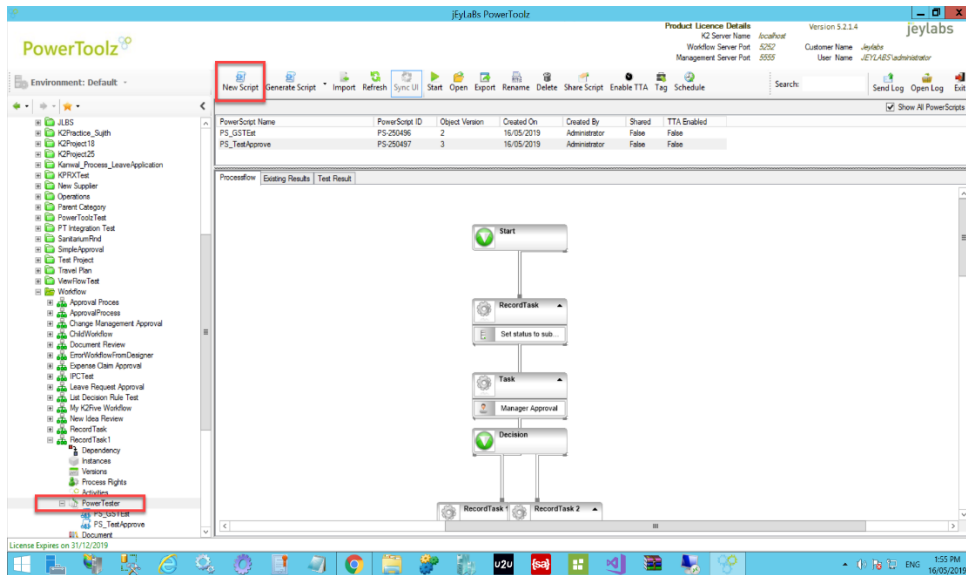 jEyLaBs PowerToolz
PowerToolz
Product Licence Details
K2 Server Name localhost
Workflow Server Port 5252
Management Server Port 5555
Version 5.2.1.4
Customer Name Jeylabs
User Name JEYLABS\administrator
jeylabs
Environment: Default
New Script Generate Script Import Refresh Sync UI Start Open Export Rename Delete Share Script Enable TTA Tag Schedule Search: Send Log Open Log Exit
Show All PowerScripts
JLBS
K2Practice_Sujith
K2Project18
K2Project25
Kanwal_Process_LeaveApplication
KPRXTest
New Supplier
Operations
Parent Category
PowerToolzTest
PT Integration Test
SanitariumRnd
SimpleApproval
Test Project
Travel Plan
ViewFlowTest
Workflow
Approval Proces
ApprovalProcess
Change Management Approval
ChildWorkflow
Document Review
ErrorWorkflowFromDesigner
Expense Claim Approval
IPCTest
Leave Request Approval
List Decision Rule Test
My K2Five Workflow
New Idea Review
RecordTask
RecordTask1
Dependency
Instances
Versions
Process Rights
Activities
PowerTester
PS_GSTEst
PS_TestApprove
Document
PowerScript Name PowerScript ID Object Version Created On Created By Shared TTA Enabled
PS_GSTEst PS-250496 2 16/05/2019 Administrator False False
PS_TestApprove PS-250497 3 16/05/2019 Administrator False False
Processflow Existing Results Test Result
Start
RecordTask
Set status to sub...
Task
Manager Approval
Decision
RecordTask RecordTask 2
License Expires on 31/12/2019
u2u {sa} ENG 1:55 PM
16/05/2019